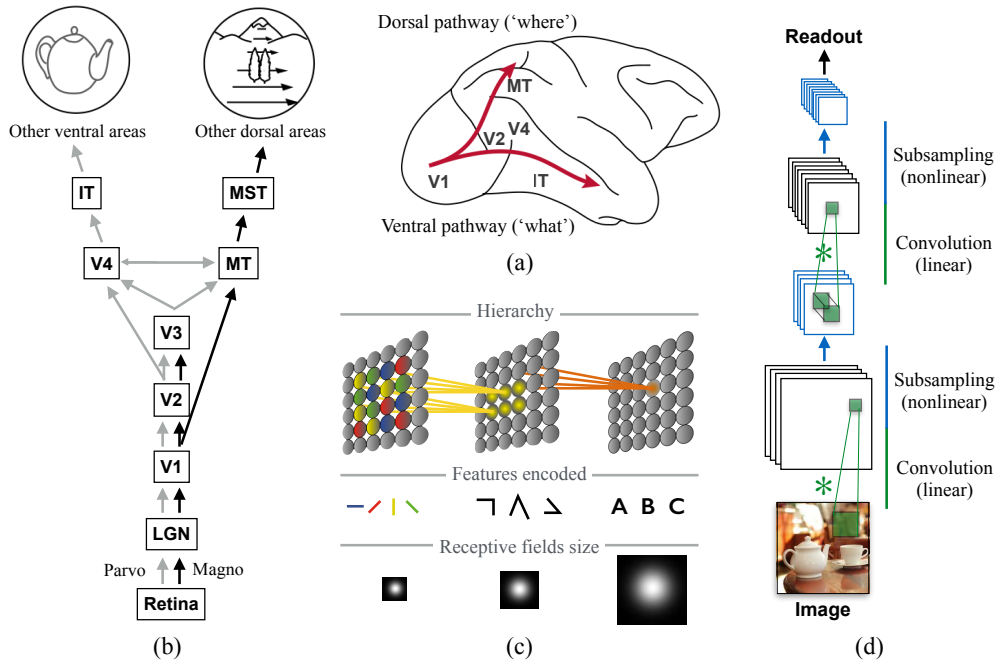 Other ventral areas
Other dorsal areas
IT
MST
V4
MT
V3
V2
V1
LGN
Parvo
Magno
Retina
(b)
Dorsal pathway (‘where’)
MT
V4
V2
V1
IT
Ventral pathway (‘what’)
(a)
Hierarchy
Features encoded
A B C
Receptive fields size
(c)
Readout
Subsampling
(nonlinear)
Convolution
(linear)
*
Subsampling
(nonlinear)
Convolution
(linear)
*
Image
(d)